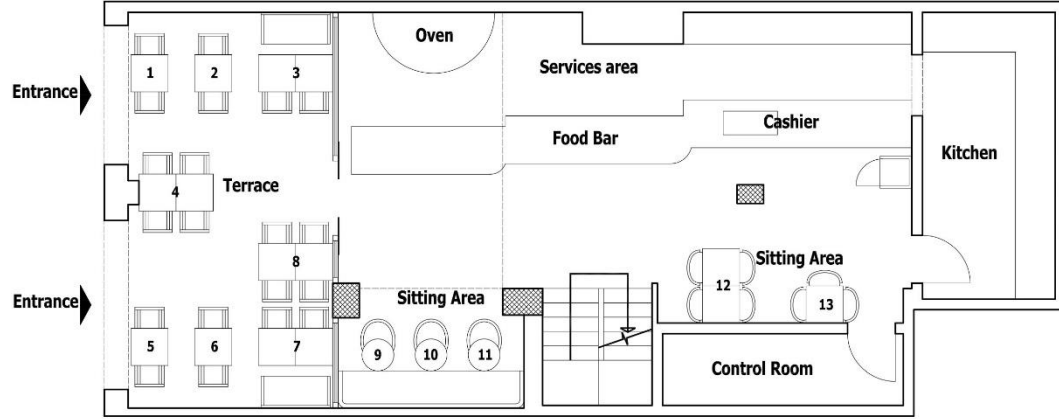 Oven
Services area
1
2
3
Entrance
Cashier
Food Bar
Kitchen
4
Terrace
8
Sitting Area
12
13
Entrance
Sitting Area
5
6
7
9
10
11
Control Room